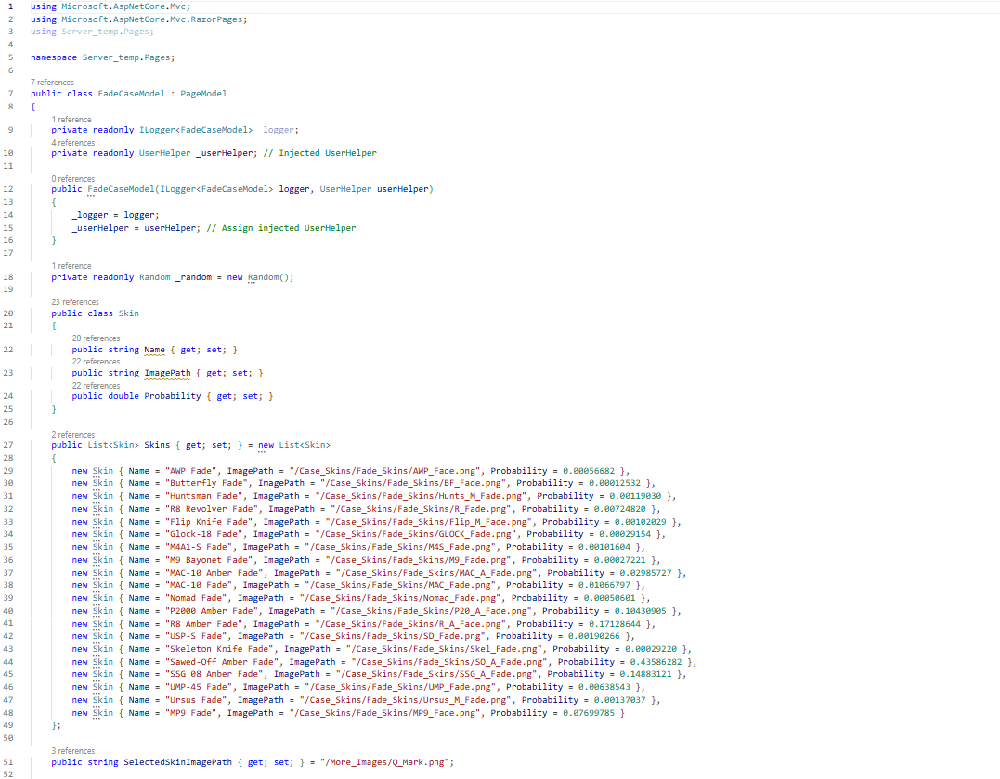 1 using Microsoft.AspNetCore.Mvc;
2 using Microsoft.AspNetCore.Mvc.RazorPages;
3 using Server_temp.Pages;
4
5 namespace Server_temp.Pages;
6
7 references
7 public class FadeCaseModel : PageModel
8 {
1 reference
9 private readonly ILogger<FadeCaseModel> _logger;
4 references
10 private readonly UserHelper _userHelper; // Injected UserHelper
11
0 references
12 public FadeCaseModel(ILogger<FadeCaseModel> logger, UserHelper userHelper)
13 {
14 _logger = logger;
15 _userHelper = userHelper; // Assign injected UserHelper
16 }
17
1 reference
18 private readonly Random _random = new Random();
19
23 references
20 public class Skin
21 {
20 references
22 public string Name { get; set; }
22 references
23 public string ImagePath { get; set; }
22 references
24 public double Probability { get; set; }
25 }
26
2 references
27 public List<Skin> Skins { get; set; } = new List<Skin>
28 {
29 new Skin { Name = "AWP Fade", ImagePath = "/Case_Skins/Fade_Skins/AWP_Fade.png", Probability = 0.00056682 },
30 new Skin { Name = "Butterfly Fade", ImagePath = "/Case_Skins/Fade_Skins/BF_Fade.png", Probability = 0.00012532 },
31 new Skin { Name = "Huntsman Fade", ImagePath = "/Case_Skins/Fade_Skins/Hunts_M_Fade.png", Probability = 0.00119030 },
32 new Skin { Name = "R8 Revolver Fade", ImagePath = "/Case_Skins/Fade_Skins/R_Fade.png", Probability = 0.00724820 },
33 new Skin { Name = "Flip Knife Fade", ImagePath = "/Case_Skins/Fade_Skins/Flip_M_Fade.png", Probability = 0.00102029 },
34 new Skin { Name = "Glock-18 Fade", ImagePath = "/Case_Skins/Fade_Skins/GLOCK_Fade.png", Probability = 0.00029154 },
35 new Skin { Name = "M4A1-S Fade", ImagePath = "/Case_Skins/Fade_Skins/M4S_Fade.png", Probability = 0.00101604 },
36 new Skin { Name = "M9 Bayonet Fade", ImagePath = "/Case_Skins/Fade_Skins/M9_Fade.png", Probability = 0.00027221 },
37 new Skin { Name = "MAC-10 Amber Fade", ImagePath = "/Case_Skins/Fade_Skins/MAC_A_Fade.png", Probability = 0.02985727 },
38 new Skin { Name = "MAC-10 Fade", ImagePath = "/Case_Skins/Fade_Skins/MAC_Fade.png", Probability = 0.01066797 },
39 new Skin { Name = "Nomad Fade", ImagePath = "/Case_Skins/Fade_Skins/Nomad_Fade.png", Probability = 0.00050601 },
40 new Skin { Name = "P2000 Amber Fade", ImagePath = "/Case_Skins/Fade_Skins/P20_A_Fade.png", Probability = 0.10430905 },
41 new Skin { Name = "R8 Amber Fade", ImagePath = "/Case_Skins/Fade_Skins/R_A_Fade.png", Probability = 0.17128644 },
42 new Skin { Name = "USP-S Fade", ImagePath = "/Case_Skins/Fade_Skins/SD_Fade.png", Probability = 0.00190266 },
43 new Skin { Name = "Skeleton Knife Fade", ImagePath = "/Case_Skins/Fade_Skins/Skel_Fade.png", Probability = 0.00029220 },
44 new Skin { Name = "Sawed-Off Amber Fade", ImagePath = "/Case_Skins/Fade_Skins/SO_A_Fade.png", Probability = 0.43586282 },
45 new Skin { Name = "SSG 08 Amber Fade", ImagePath = "/Case_Skins/Fade_Skins/SSG_A_Fade.png", Probability = 0.14883121 },
46 new Skin { Name = "UMP-45 Fade", ImagePath = "/Case_Skins/Fade_Skins/UMP_Fade.png", Probability = 0.00638543 },
47 new Skin { Name = "Ursus Fade", ImagePath = "/Case_Skins/Fade_Skins/Ursus_M_Fade.png", Probability = 0.00137037 },
48 new Skin { Name = "MP9 Fade", ImagePath = "/Case_Skins/Fade_Skins/MP9_Fade.png", Probability = 0.07699785 }
49 };
50
3 references
51 public string SelectedSkinImagePath { get; set; } = "/More_Images/Q_Mark.png";
52